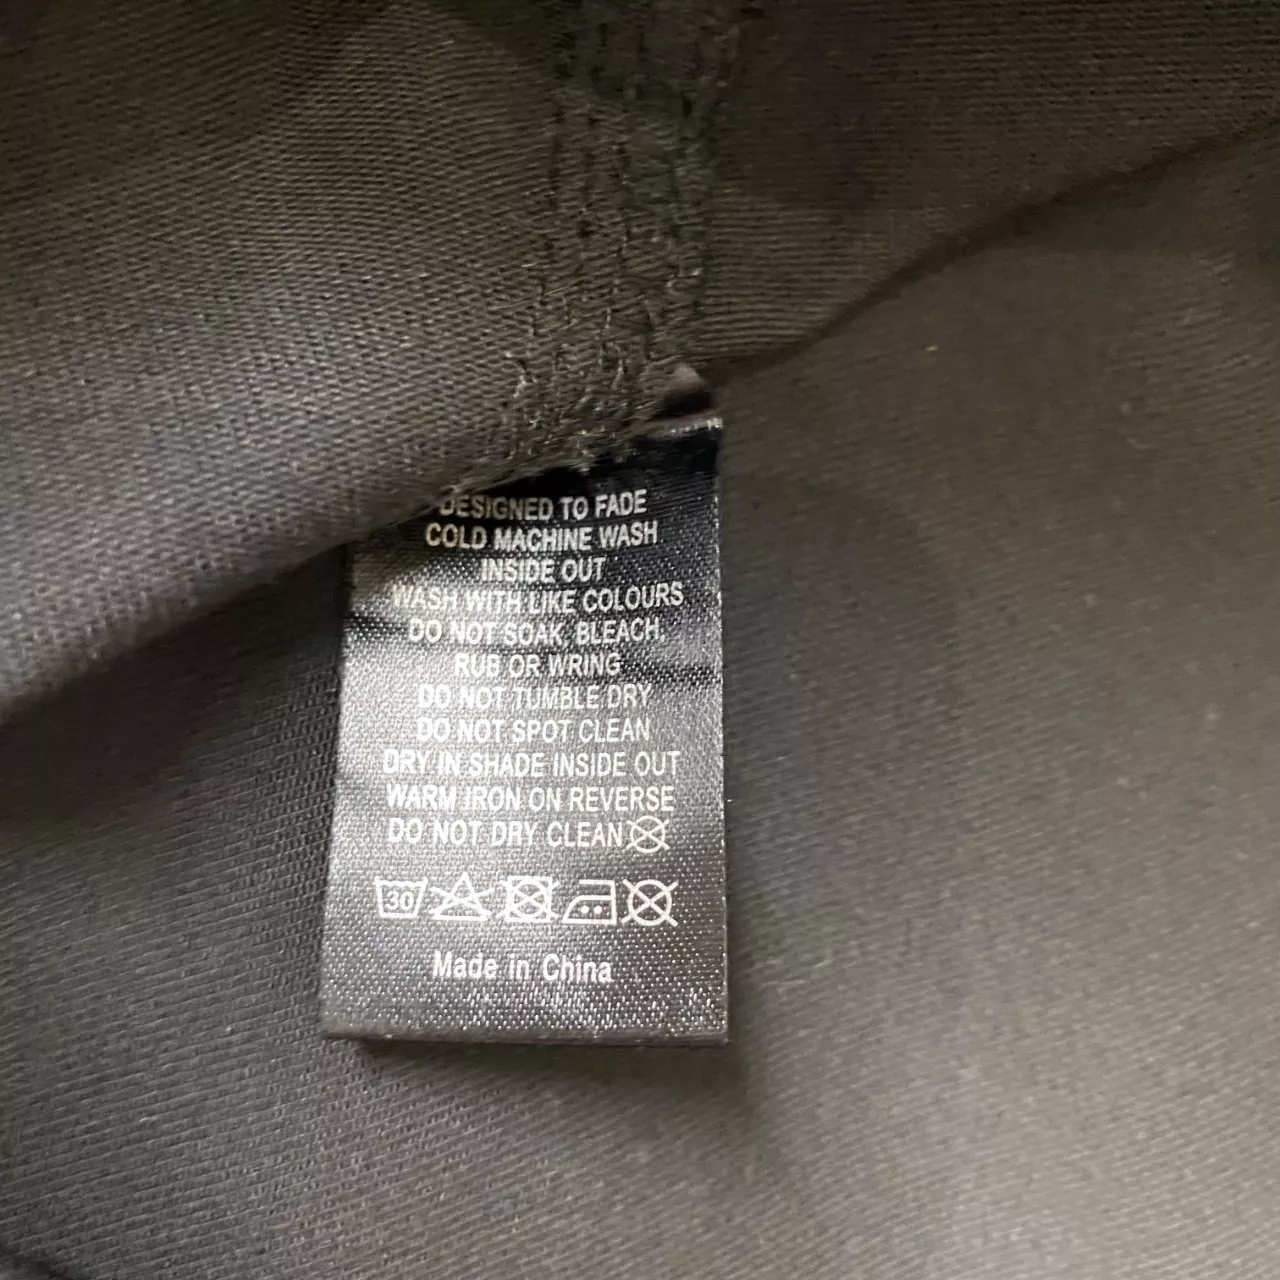 DESIGNED TO FADE
COLD MACHINE WASH
INSIDE OUT
WASH WITH LIKE COLOURS
DO NOT SOAK, BLEACH,
RUB OR WRING
DO NOT TUMBLE DRY
DO NOT SPOT CLEAN
DRY IN SHADE INSIDE OUT
WARM IRON ON REVERSE
DO NOT DRY CLEAN
30
Made in China